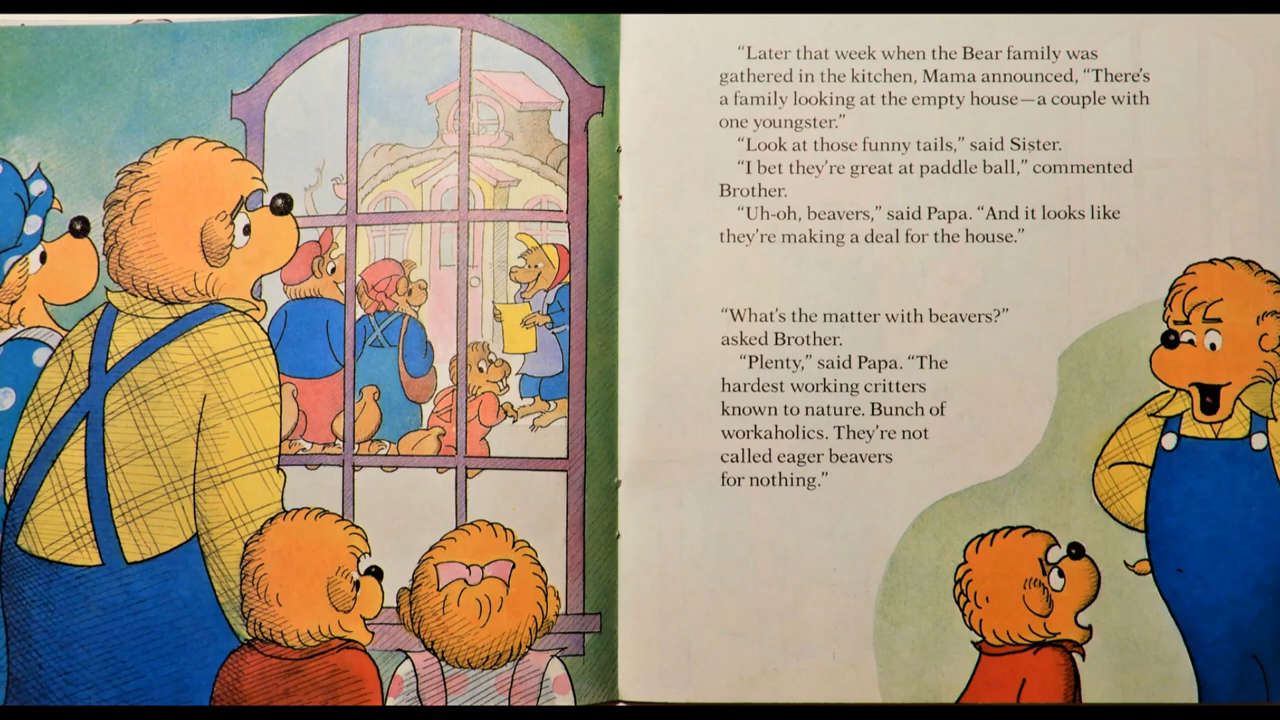 “Later that week when the Bear family was
gathered in the kitchen, Mama announced, “There’s
a family looking at the empty house—a couple with
one youngster.”
“Look at those funny tails,” said Sister.
“I bet they’re great at paddle ball,” commented
Brother.
“Uh-oh, beavers,” said Papa. “And it looks like
they’re making a deal for the house.”
“What’s the matter with beavers?”
asked Brother.
“Plenty,” said Papa. “The
hardest working critters
known to nature. Bunch of
workaholics. They’re not
called eager beavers
for nothing.”